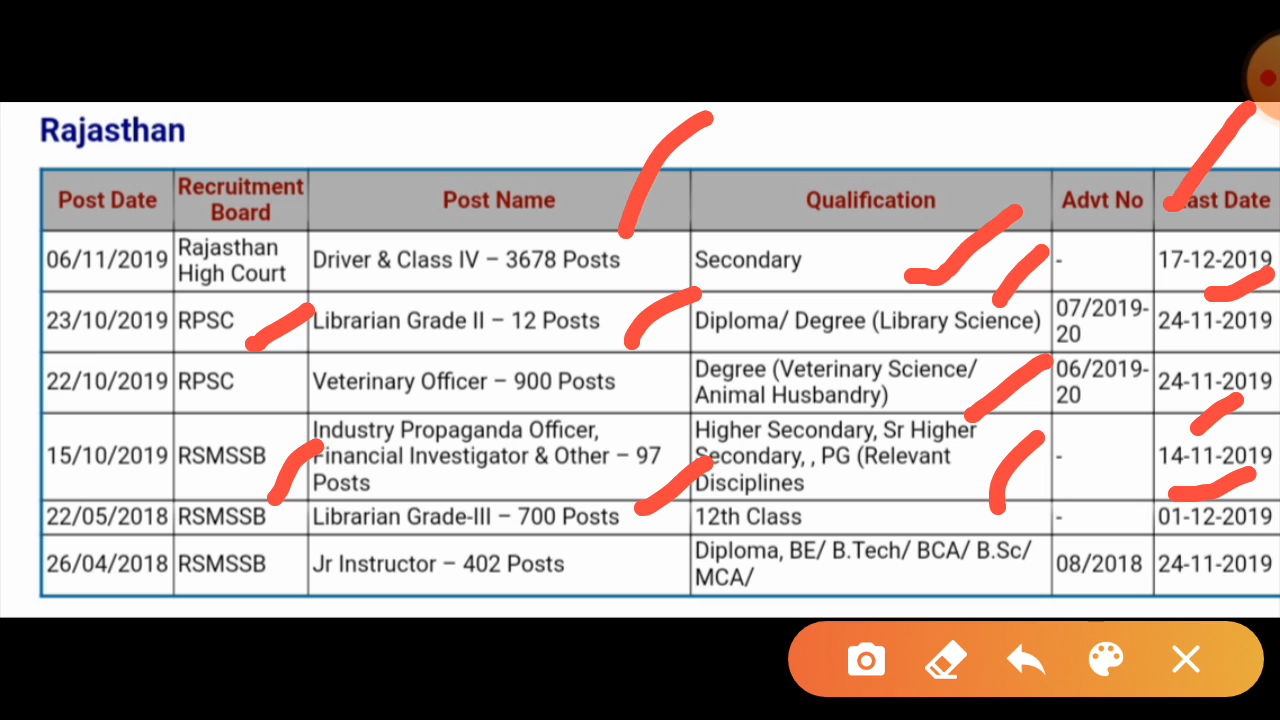 Rajasthan
Post Date Recruitment Board Post Name Qualification Advt No Last Date
06/11/2019 Rajasthan High Court Driver & Class IV – 3678 Posts Secondary - 17-12-2019
23/10/2019 RPSC Librarian Grade II – 12 Posts Diploma/ Degree (Library Science) 07/2019-20 24-11-2019
22/10/2019 RPSC Veterinary Officer – 900 Posts Degree (Veterinary Science/ Animal Husbandry) 06/2019-20 24-11-2019
15/10/2019 RSMSSB Industry Propaganda Officer, Financial Investigator & Other – 97 Posts Higher Secondary, Sr Higher Secondary, , PG (Relevant Disciplines - 14-11-2019
22/05/2018 RSMSSB Librarian Grade-III – 700 Posts 12th Class - 01-12-2019
26/04/2018 RSMSSB Jr Instructor – 402 Posts Diploma, BE/ B.Tech/ BCA/ B.Sc/ MCA/ 08/2018 24-11-2019